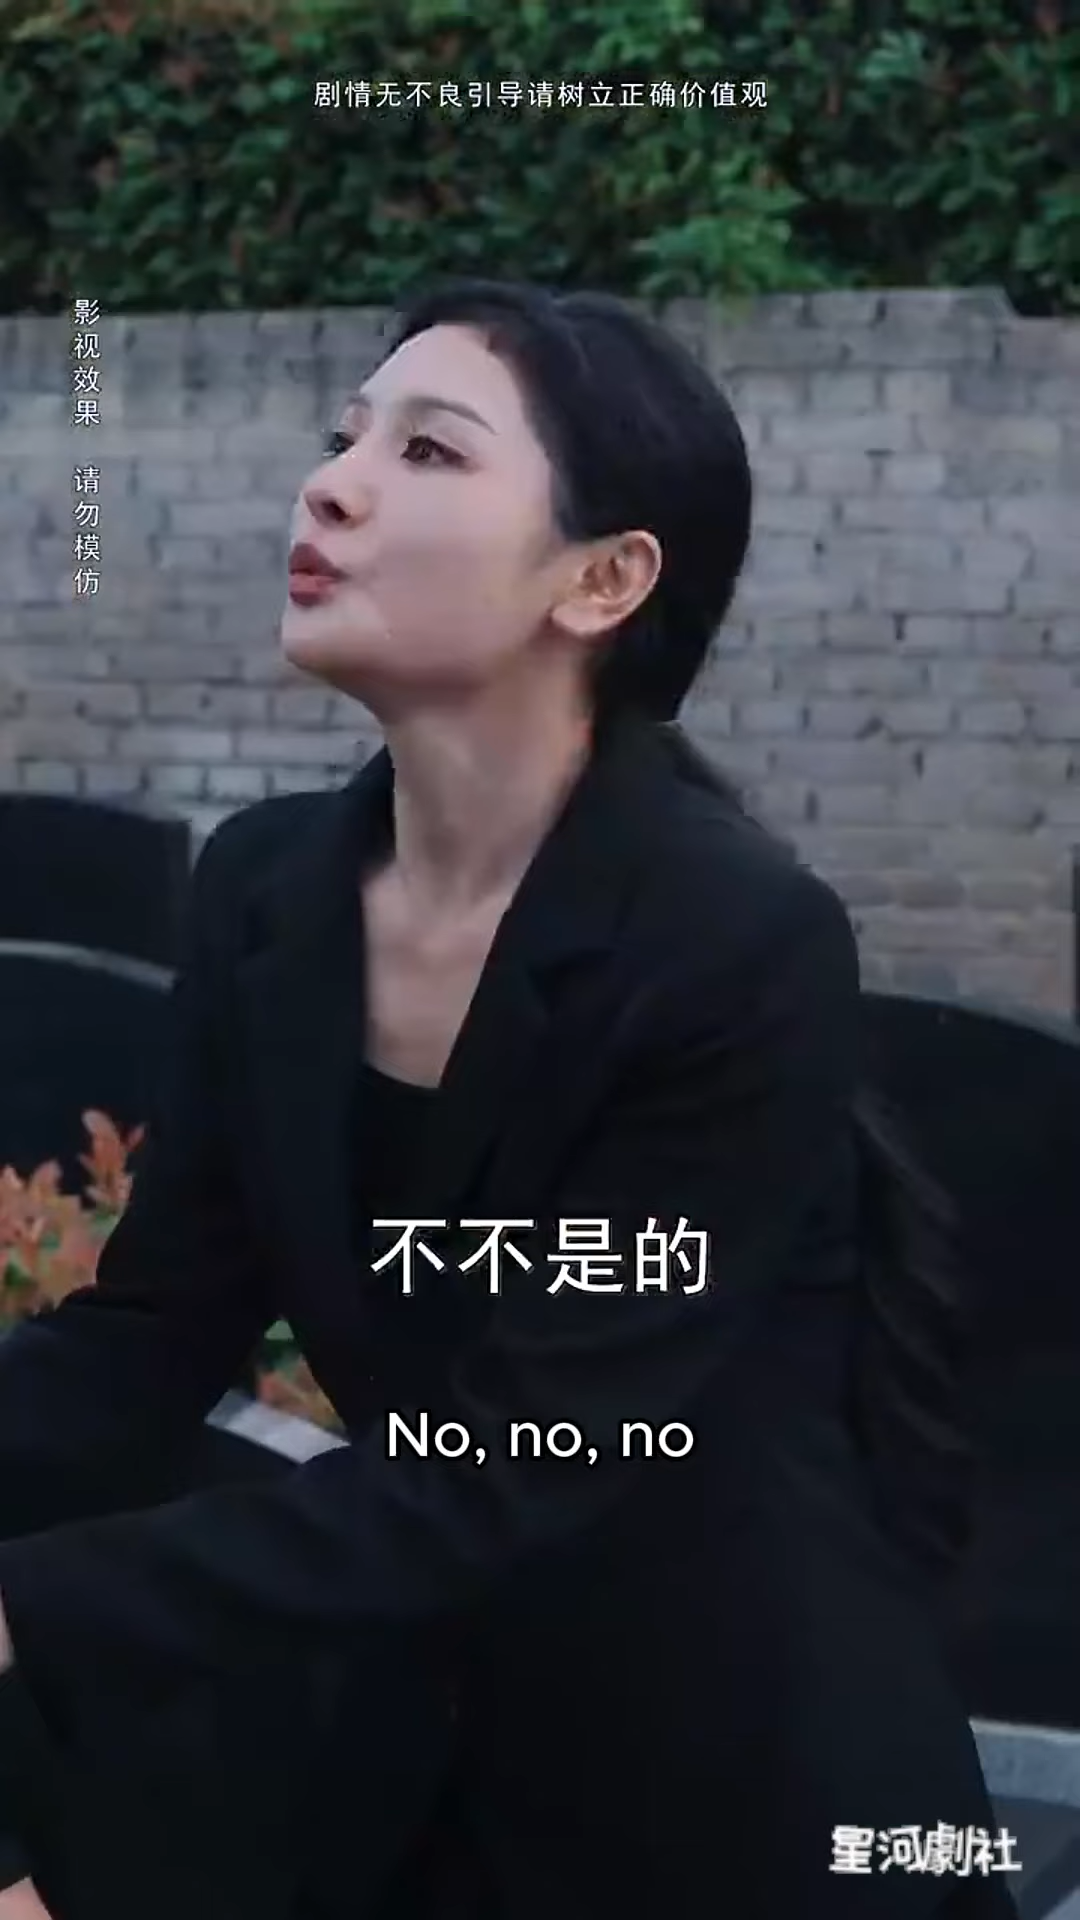 剧情无不良引导请树立正确价值观
影视效果 请勿模仿
不不是的
No, no, no
星河劇社